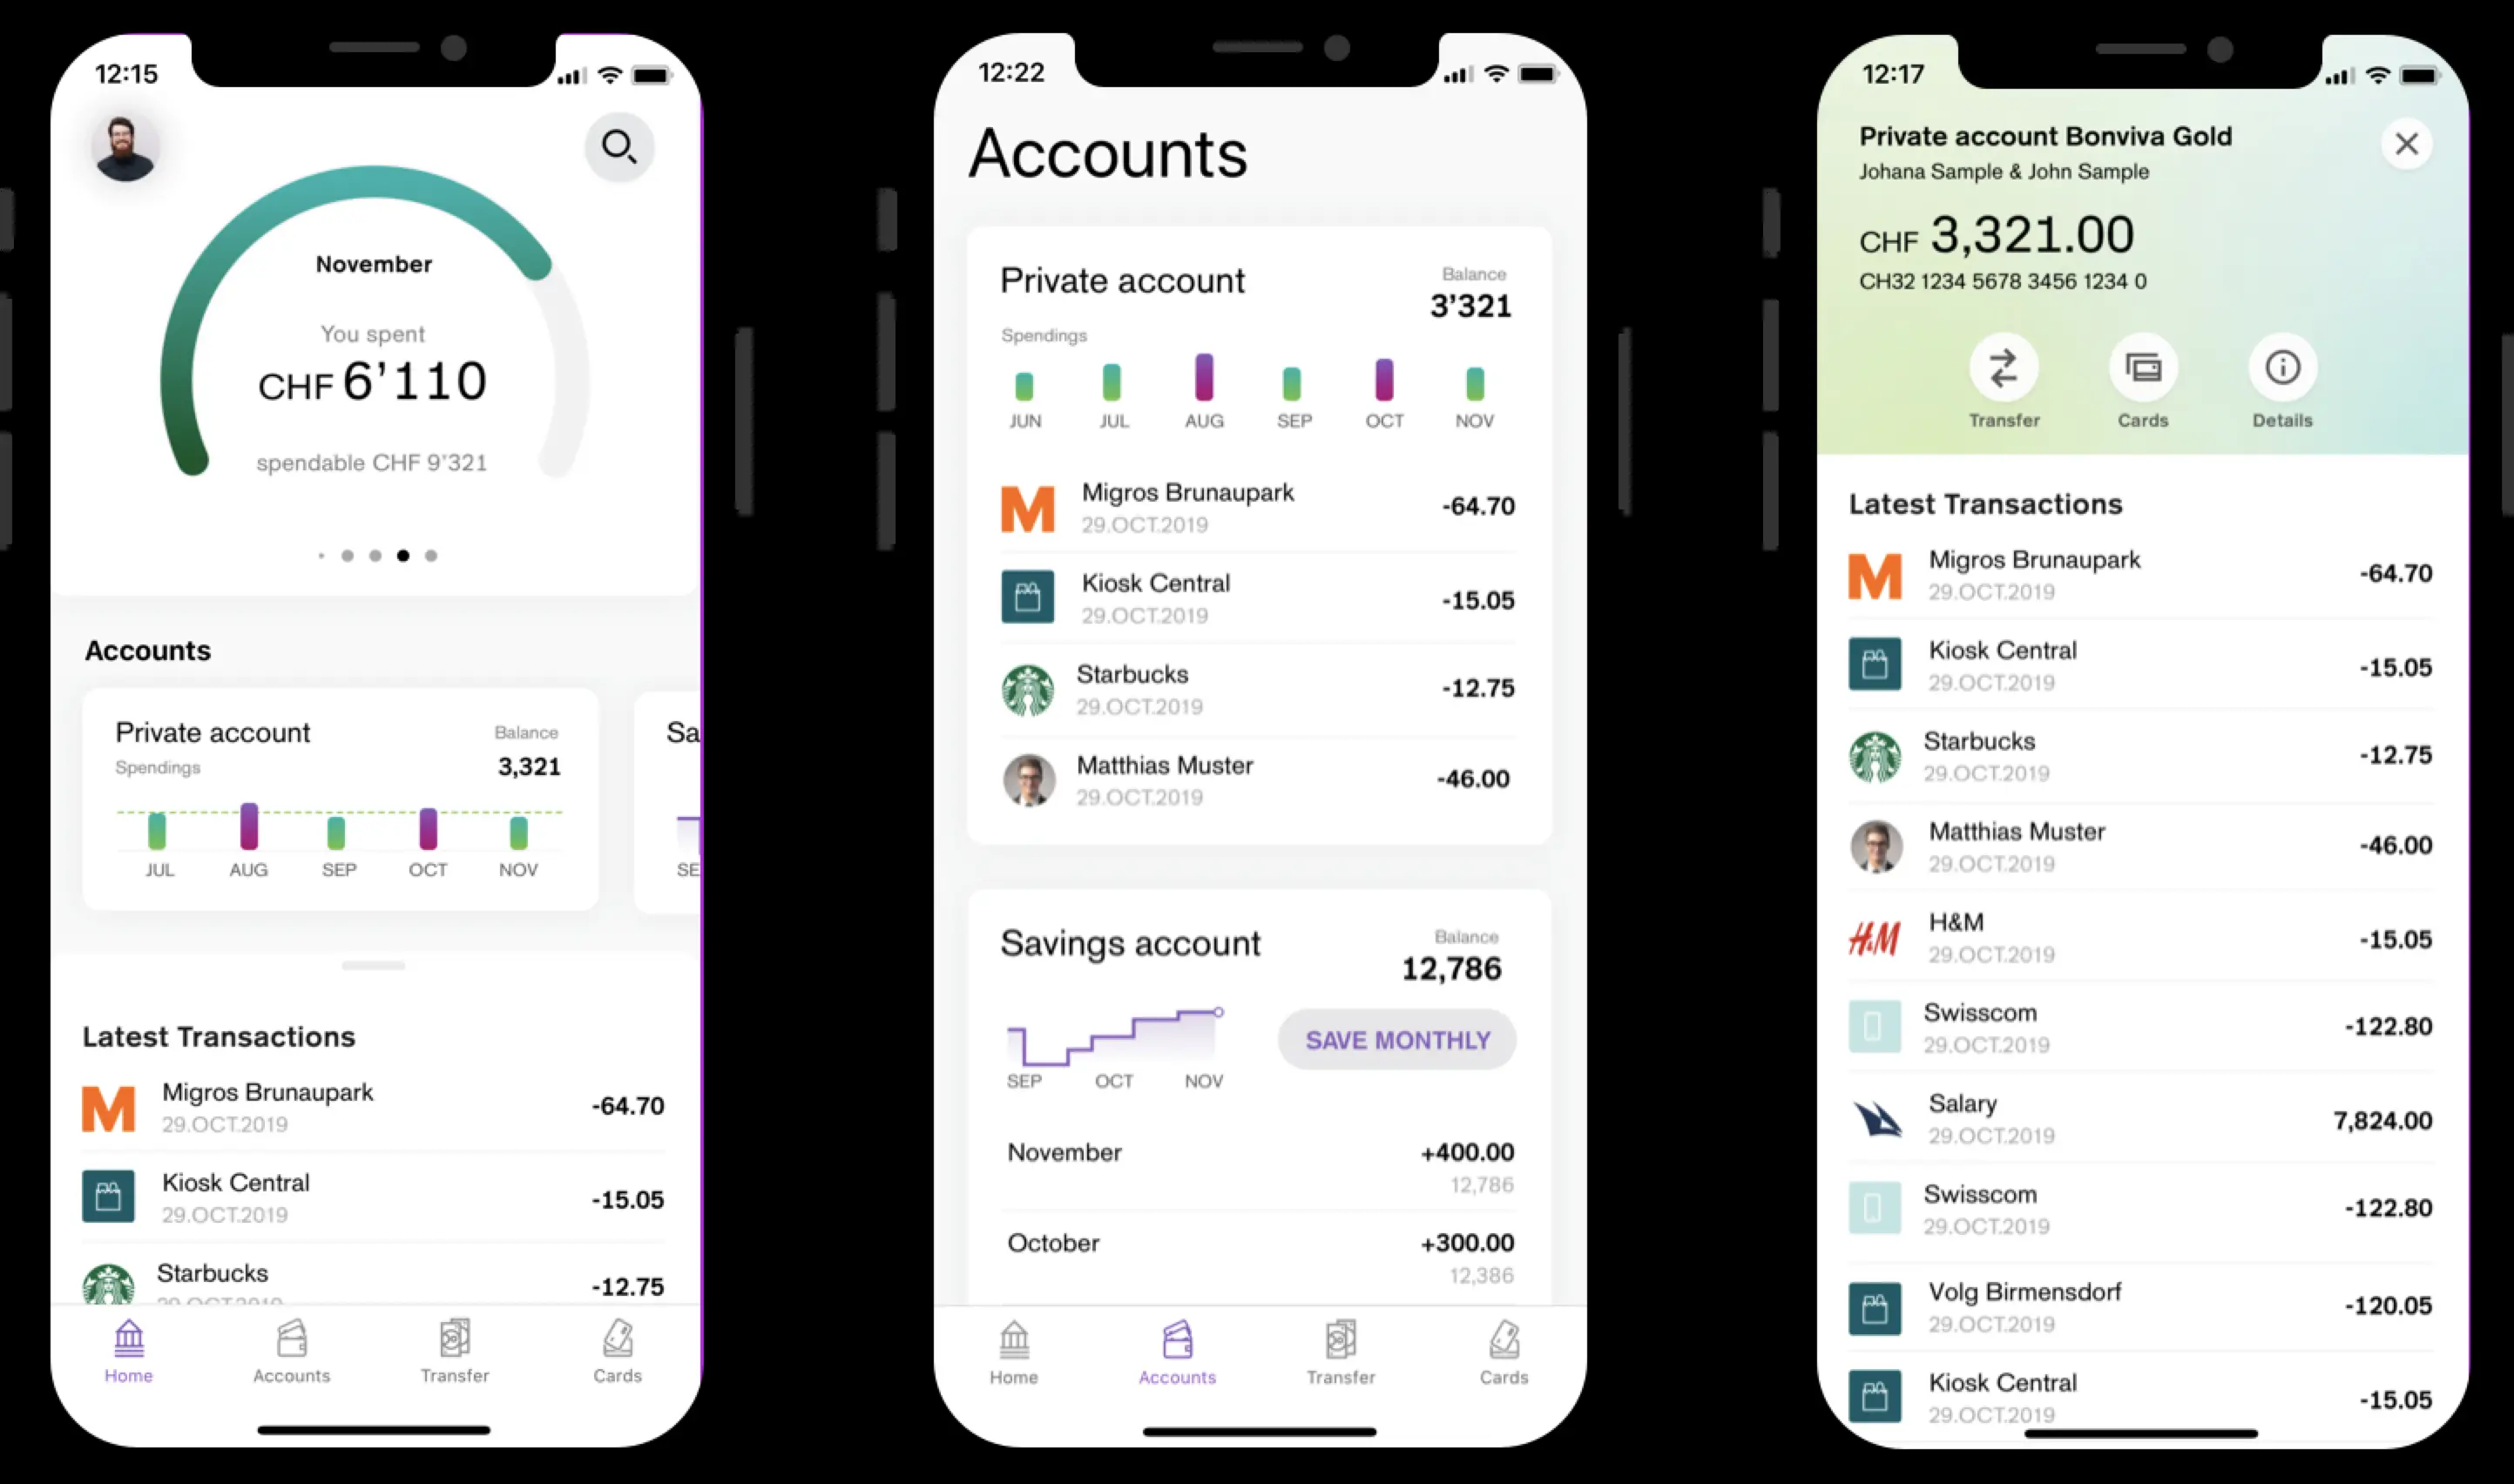 12:15
November
You spent
CHF 6’110
spendable CHF 9’321
Accounts
Private account
Balance
Spendings
3,321
JUL AUG SEP OCT NOV
Sa
SE
Latest Transactions
M
Migros Brunaupark
-64.70
29.OCT.2019
Kiosk Central
-15.05
29.OCT.2019
Starbucks
-12.75
29.OCT.2019
Home Accounts Transfer Cards
12:22
Accounts
Private account
Balance
3’321
Spendings
JUN JUL AUG SEP OCT NOV
M
Migros Brunaupark
-64.70
29.OCT.2019
Kiosk Central
-15.05
29.OCT.2019
Starbucks
-12.75
29.OCT.2019
Matthias Muster
-46.00
29.OCT.2019
Savings account
Balance
12,786
SAVE MONTHLY
SEP OCT NOV
November
+400.00
12,786
October
+300.00
12,386
Home Accounts Transfer Cards
12:17
Private account Bonviva Gold
Johana Sample & John Sample
CHF 3,321.00
CH32 1234 5678 3456 1234 0
Transfer Cards Details
Latest Transactions
M
Migros Brunaupark
-64.70
29.OCT.2019
Kiosk Central
-15.05
29.OCT.2019
Starbucks
-12.75
29.OCT.2019
Matthias Muster
-46.00
29.OCT.2019
H&M
H&M
-15.05
29.OCT.2019
Swisscom
-122.80
29.OCT.2019
Salary
7,824.00
29.OCT.2019
Swisscom
-122.80
29.OCT.2019
Volg Birmensdorf
-120.05
29.OCT.2019
Kiosk Central
-15.05
29.OCT.2019